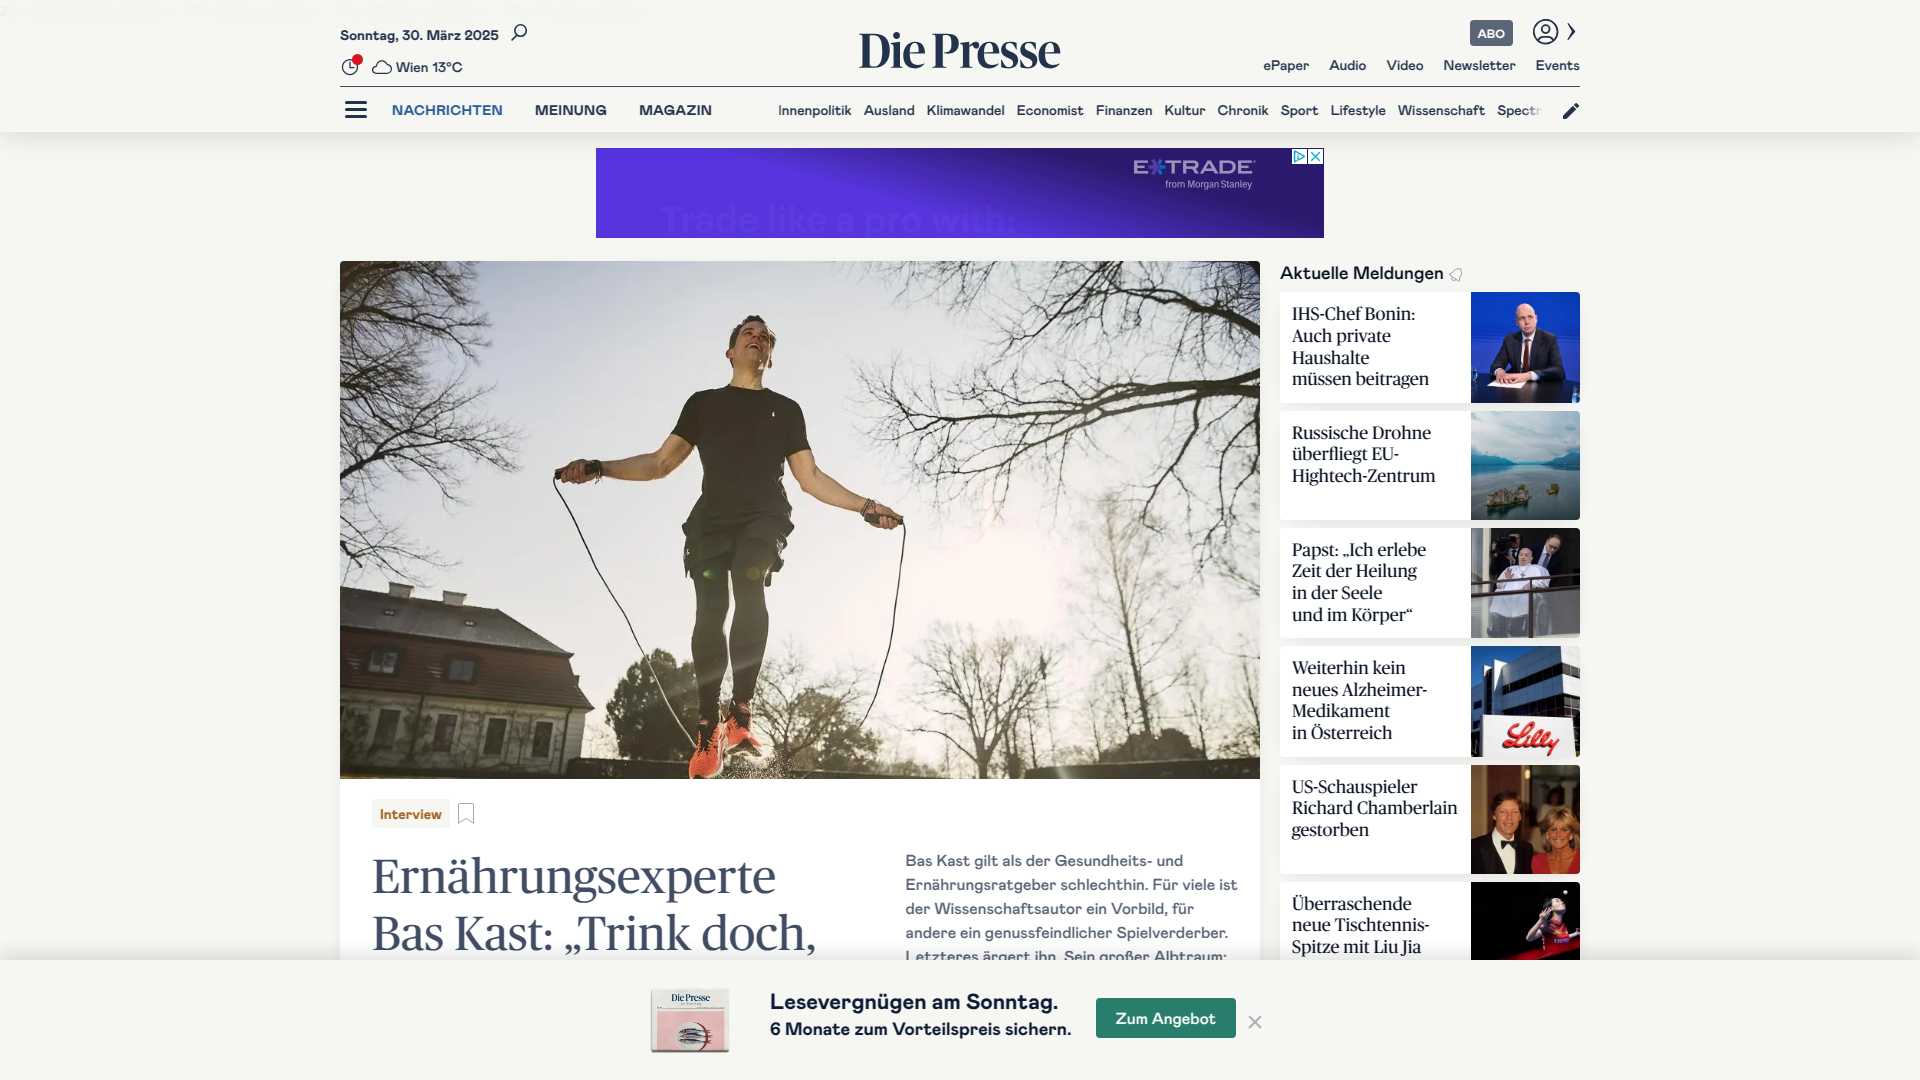 Sonntag, 30. März 2025
Wien 13°C
Die Presse
ABO
ePaper Audio Video Newsletter Events
NACHRICHTEN MEINUNG MAGAZIN
Innenpolitik Ausland Klimawandel Economist Finanzen Kultur Chronik Sport Lifestyle Wissenschaft
E*TRADE
from Morgan Stanley
Trade like a pro with:
Interview
Ernährungsexperte
Bas Kast: „Trink doch,
Bas Kast gilt als der Gesundheits- und
Ernährungsratgeber schlechthin. Für viele ist
der Wissenschaftsautor ein Vorbild, für
andere ein genussfeindlicher Spielverderber.
Letzteres ärgert ihn. Sein großer Albtraum:
Aktuelle Meldungen
IHS-Chef Bonin:
Auch private
Haushalte
müssen beitragen
Russische Drohne
überfliegt EU-
Hightech-Zentrum
Papst: „Ich erlebe
Zeit der Heilung
in der Seele
und im Körper“
Weiterhin kein
neues Alzheimer-
Medikament
in Österreich
Lilly
US-Schauspieler
Richard Chamberlain
gestorben
Überraschende
neue Tischtennis-
Spitze mit Liu Jia
Die Presse
Lesevergnügen am Sonntag.
6 Monate zum Vorteilspreis sichern.
Zum Angebot